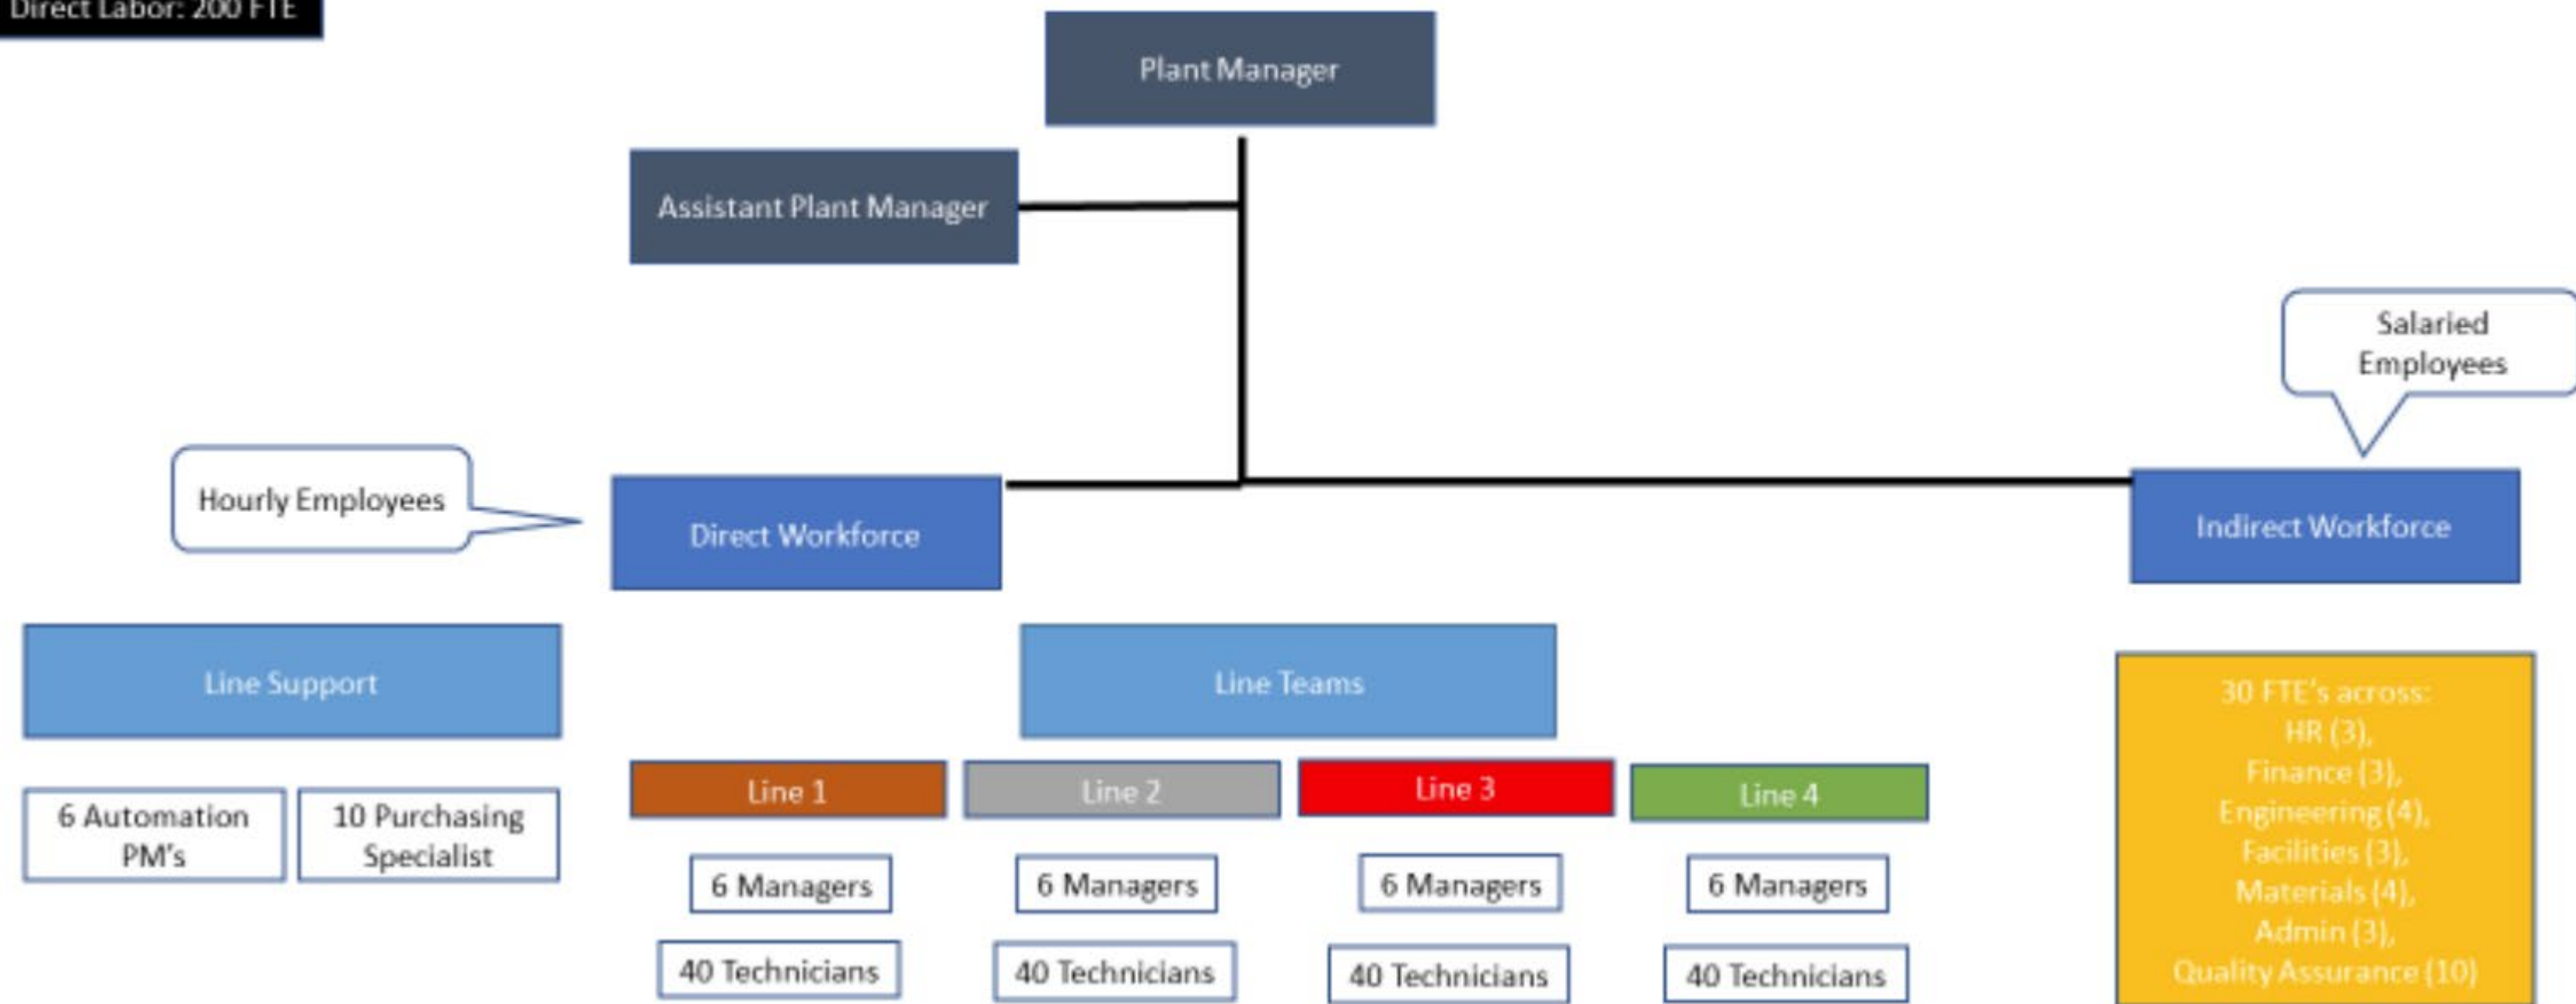 Direct Labor: 200 FTE
Plant Manager
Assistant Plant Manager
Salaried
Employees
Hourly Employees
Direct Workforce
Indirect Workforce
Line Support
Line Teams
6 Automation
PM's
10 Purchasing
Specialist
Line 1
Line 2
Line 3
Line 4
6 Managers
6 Managers
6 Managers
6 Managers
40 Technicians
40 Technicians
40 Technicians
40 Technicians
30 FTE's across:
HR (3),
Finance (3),
Engineering (4),
Facilities (3),
Materials (4),
Admin (3),
Quality Assurance (10)